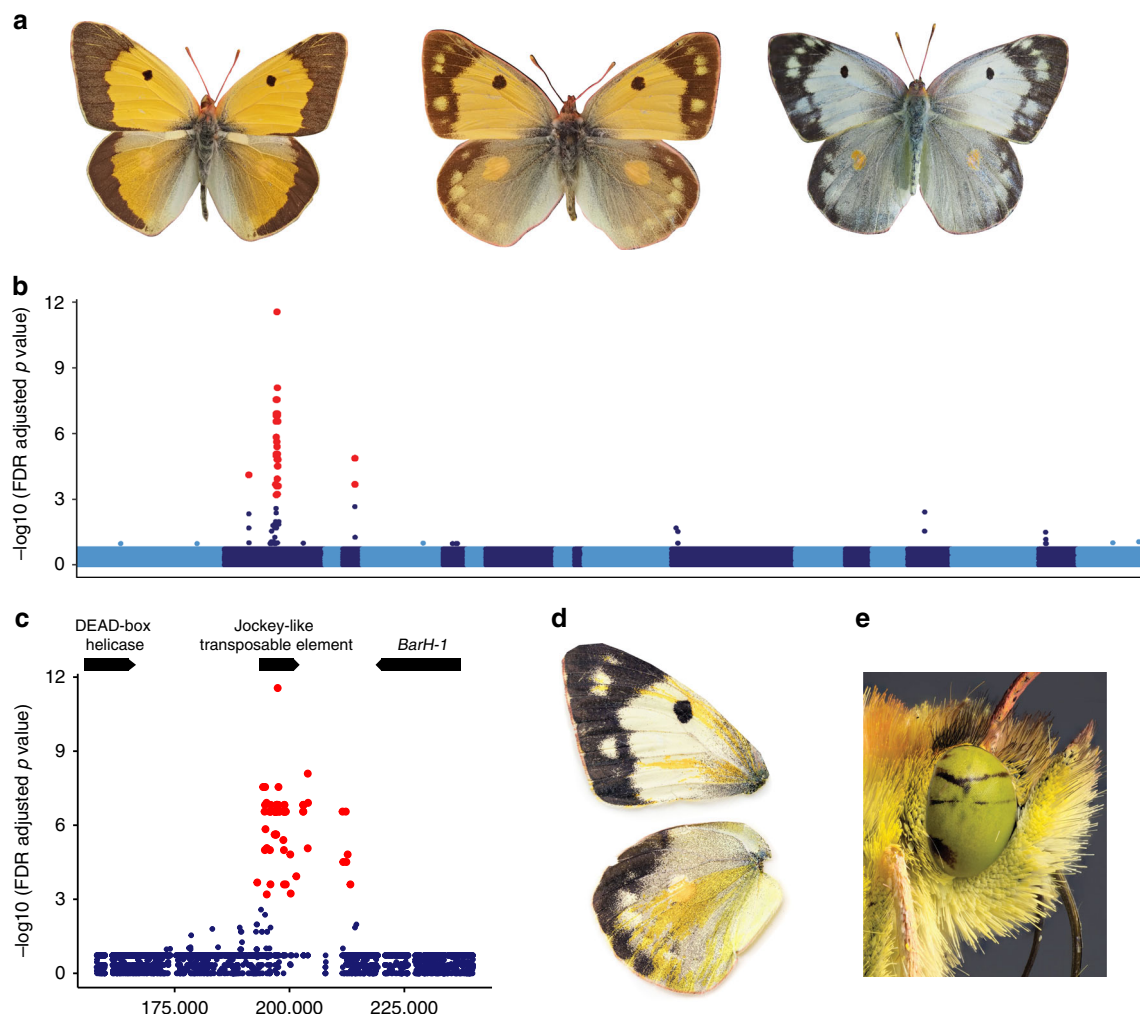 a
b
12
9
6
3
0
–log10 (FDR adjusted p value)
c
DEAD-box
helicase
Jockey-like
transposable element
BarH-1
12
9
6
3
0
–log10 (FDR adjusted p value)
175.000
200.000
225.000
d
e